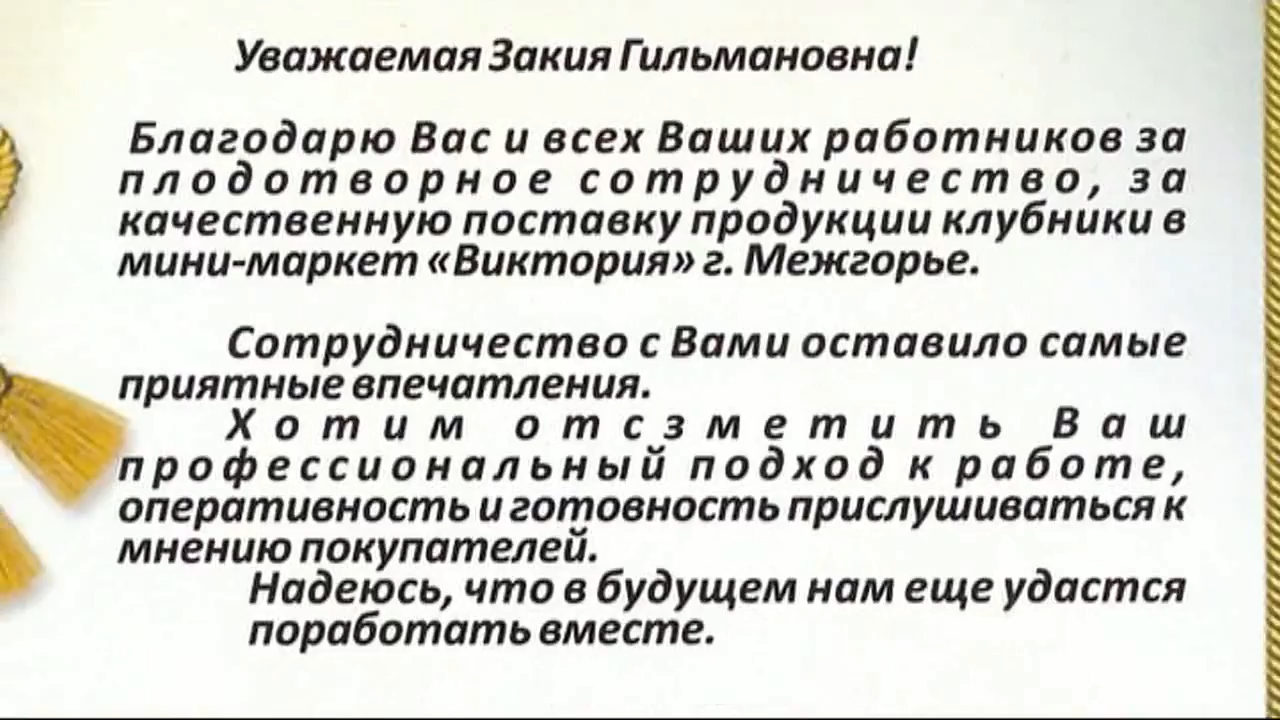 Уважаемая Закия Гильмановна!
Благодарю Вас и всех Ваших работников за
плодотворное сотрудничество, за
качественную поставку продукции клубники в
мини-маркет «Виктория» г. Межгорье.
Сотрудничество с Вами оставило самые
приятные впечатления.
Хотим отсзметить Ваш
профессиональный подход к работе,
оперативность и готовность прислушиваться к
мнению покупателей.
Надеюсь, что в будущем нам еще удастся
поработать вместе.